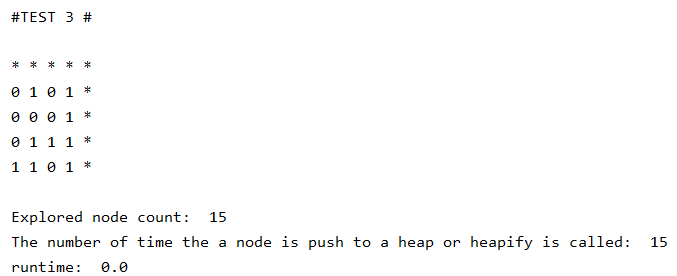 #TEST 3 #
* * * * *
0 1 0 1 *
0 0 0 1 *
0 1 1 1 *
1 1 0 1 *
Explored node count:  15
The number of time the a node is push to a heap or heapify is called:  15
runtime:  0.0